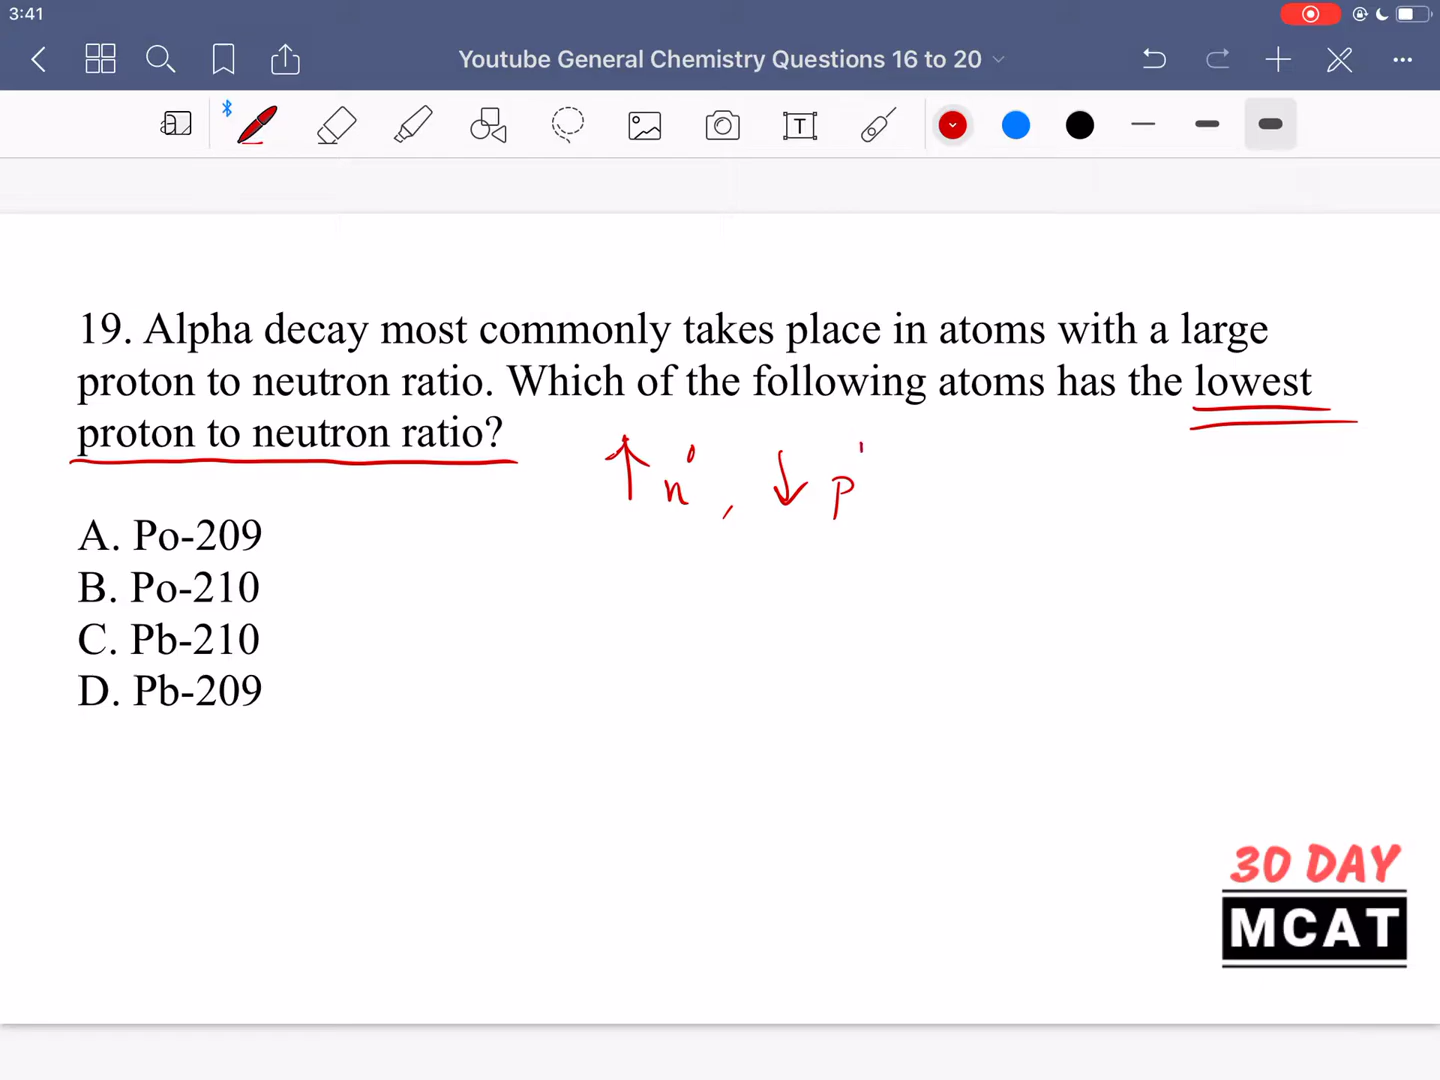 3:41
Youtube General Chemistry Questions 16 to 20
T
19. Alpha decay most commonly takes place in atoms with a large
proton to neutron ratio. Which of the following atoms has the lowest
proton to neutron ratio?
↑ n⁰, ↓ p¹
A. Po-209
B. Po-210
C. Pb-210
D. Pb-209
30 DAY
MCAT